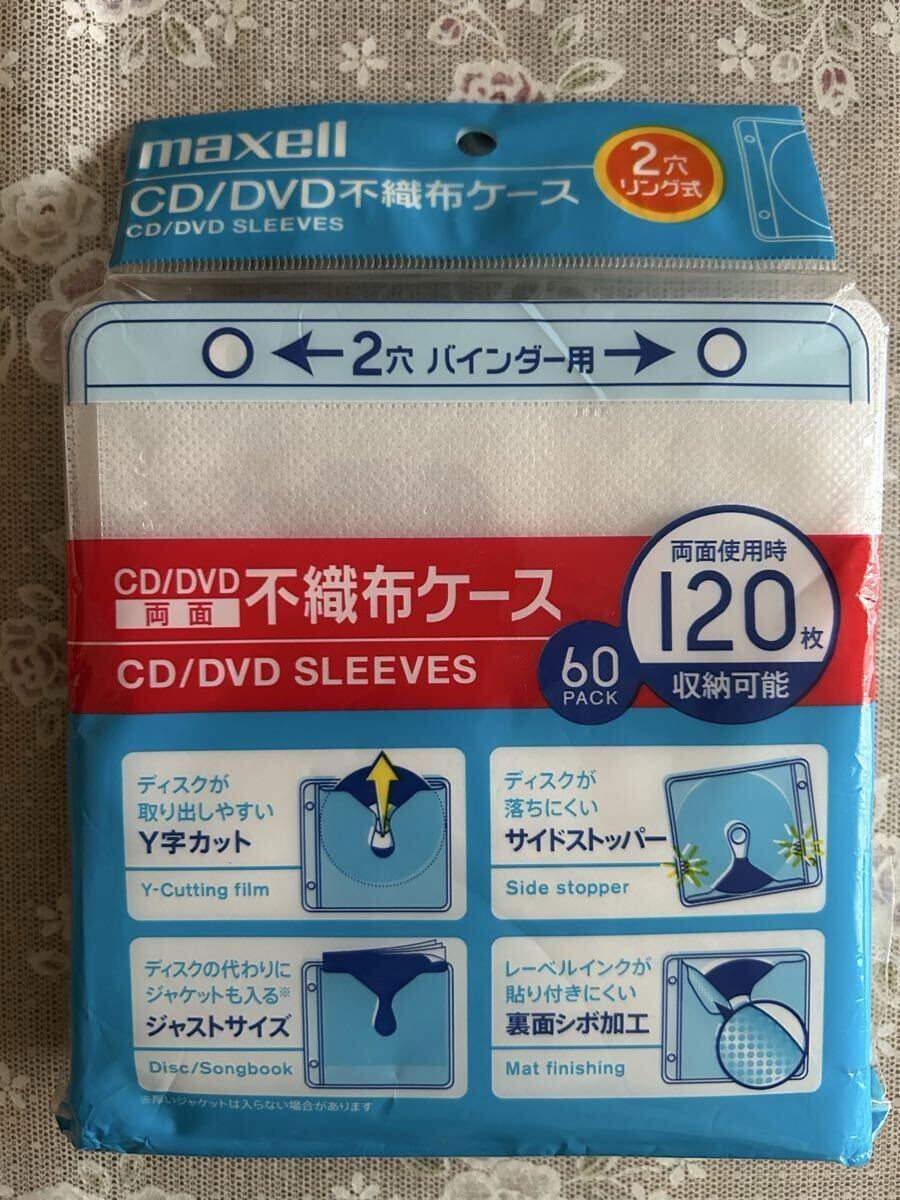 maxell
CD/DVD不織布ケース
CD/DVD SLEEVES
2穴
リング式
2穴 バインダー用
CD/DVD
両面
不織布ケース
CD/DVD SLEEVES
60
PACK
両面使用時
120枚
収納可能
ディスクが
取り出しやすい
Y字カット
Y-Cutting film
ディスクが
落ちにくい
サイドストッパー
Side stopper
ディスクの代わりに
ジャケットも入る※
ジャストサイズ
Disc/Songbook
レーベルインクが
貼り付きにくい
裏面シボ加工
Mat finishing
※厚いジャケットは入らない場合があります